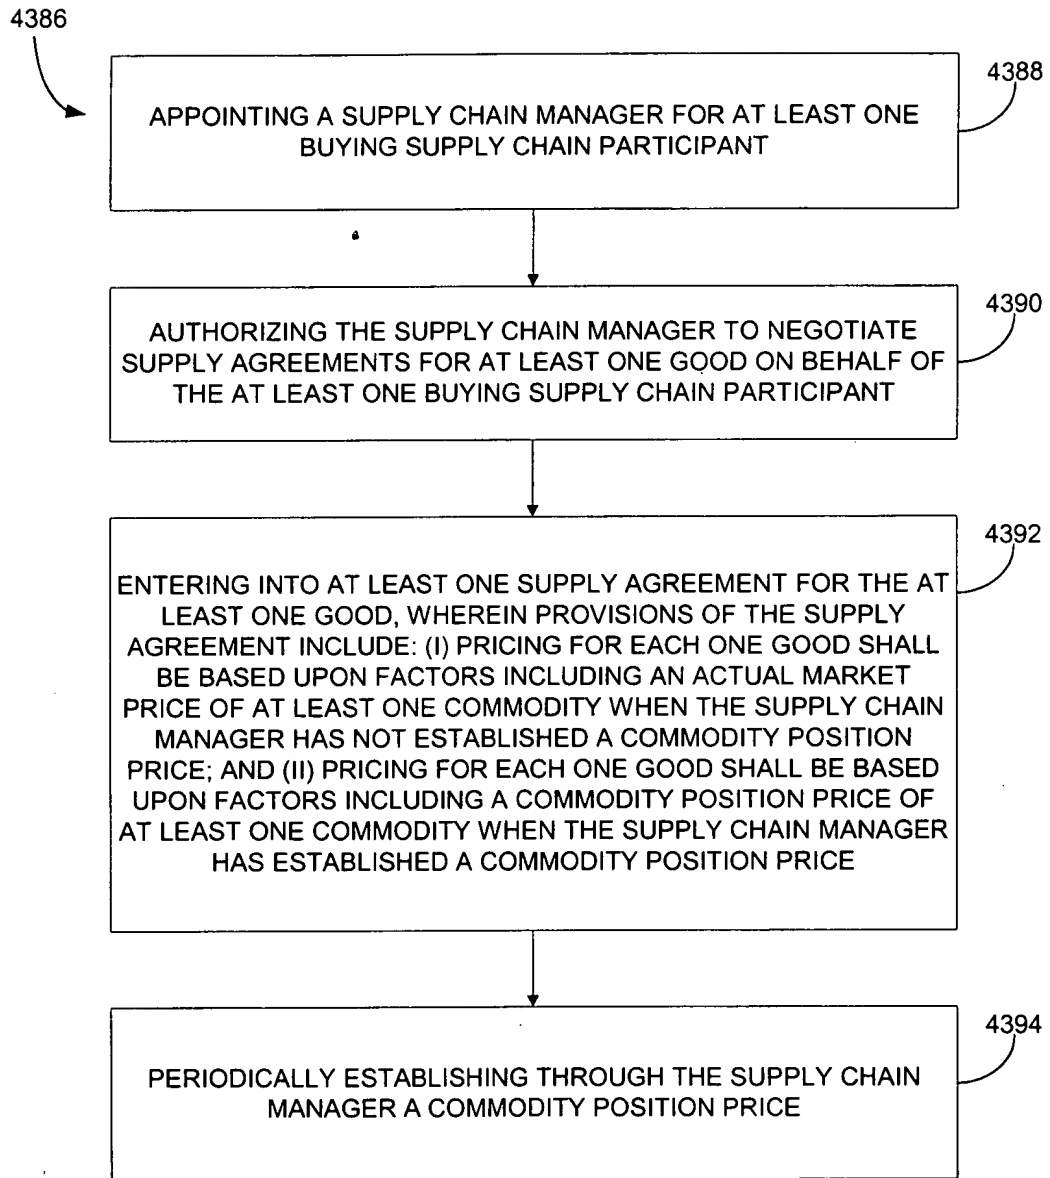 4386
4388
APPOINTING A SUPPLY CHAIN MANAGER FOR AT LEAST ONE
BUYING SUPPLY CHAIN PARTICIPANT
4390
AUTHORIZING THE SUPPLY CHAIN MANAGER TO NEGOTIATE
SUPPLY AGREEMENTS FOR AT LEAST ONE GOOD ON BEHALF OF
THE AT LEAST ONE BUYING SUPPLY CHAIN PARTICIPANT
4392
ENTERING INTO AT LEAST ONE SUPPLY AGREEMENT FOR THE AT
LEAST ONE GOOD, WHEREIN PROVISIONS OF THE SUPPLY
AGREEMENT INCLUDE: (I) PRICING FOR EACH ONE GOOD SHALL
BE BASED UPON FACTORS INCLUDING AN ACTUAL MARKET
PRICE OF AT LEAST ONE COMMODITY WHEN THE SUPPLY CHAIN
MANAGER HAS NOT ESTABLISHED A COMMODITY POSITION
PRICE; AND (II) PRICING FOR EACH ONE GOOD SHALL BE BASED
UPON FACTORS INCLUDING A COMMODITY POSITION PRICE OF
AT LEAST ONE COMMODITY WHEN THE SUPPLY CHAIN MANAGER
HAS ESTABLISHED A COMMODITY POSITION PRICE
4394
PERIODICALLY ESTABLISHING THROUGH THE SUPPLY CHAIN
MANAGER A COMMODITY POSITION PRICE